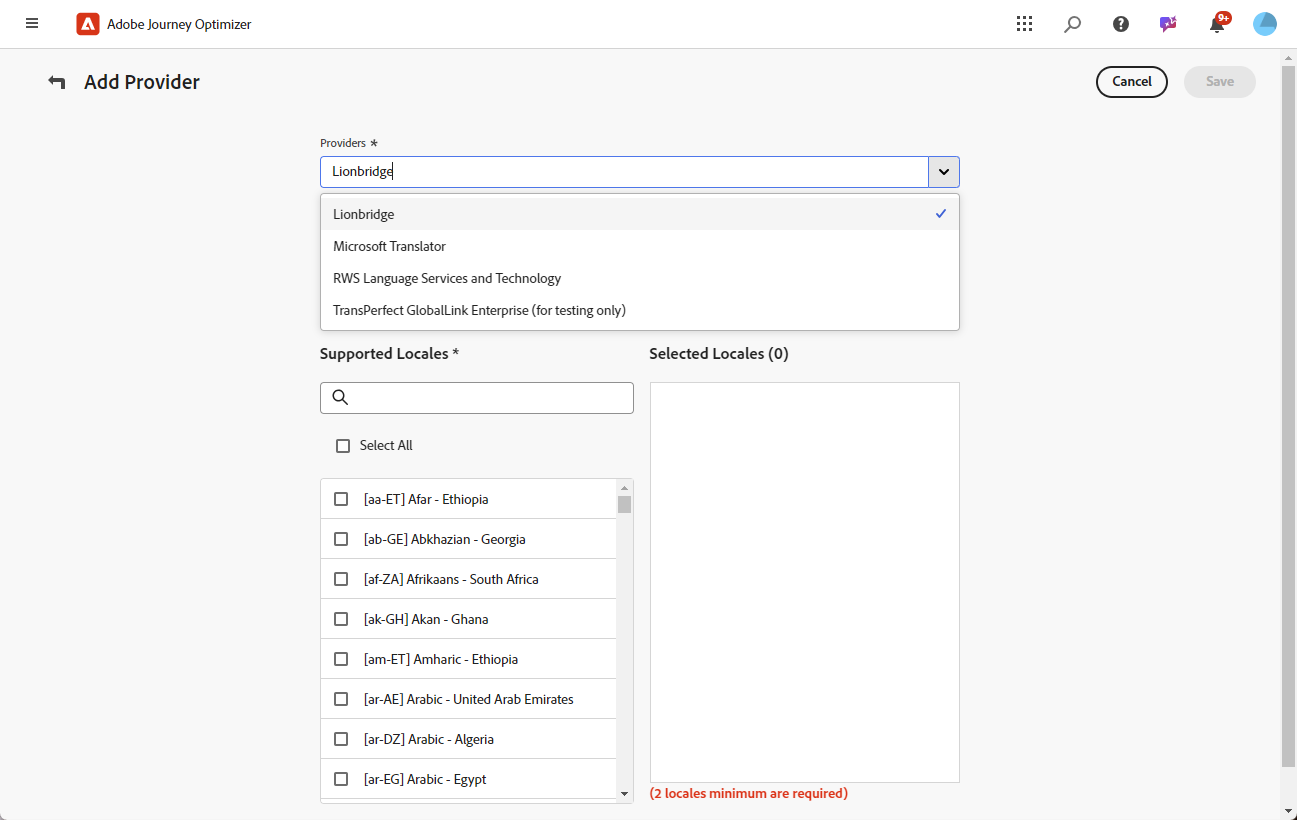 Adobe Journey Optimizer
9+
Add Provider
Cancel
Save
Providers *
Lionbridge
Lionbridge
Microsoft Translator
RWS Language Services and Technology
TransPerfect GlobalLink Enterprise (for testing only)
Supported Locales *
Selected Locales (0)
Select All
[aa-ET] Afar - Ethiopia
[ab-GE] Abkhazian - Georgia
[af-ZA] Afrikaans - South Africa
[ak-GH] Akan - Ghana
[am-ET] Amharic - Ethiopia
[ar-AE] Arabic - United Arab Emirates
[ar-DZ] Arabic - Algeria
[ar-EG] Arabic - Egypt
(2 locales minimum are required)